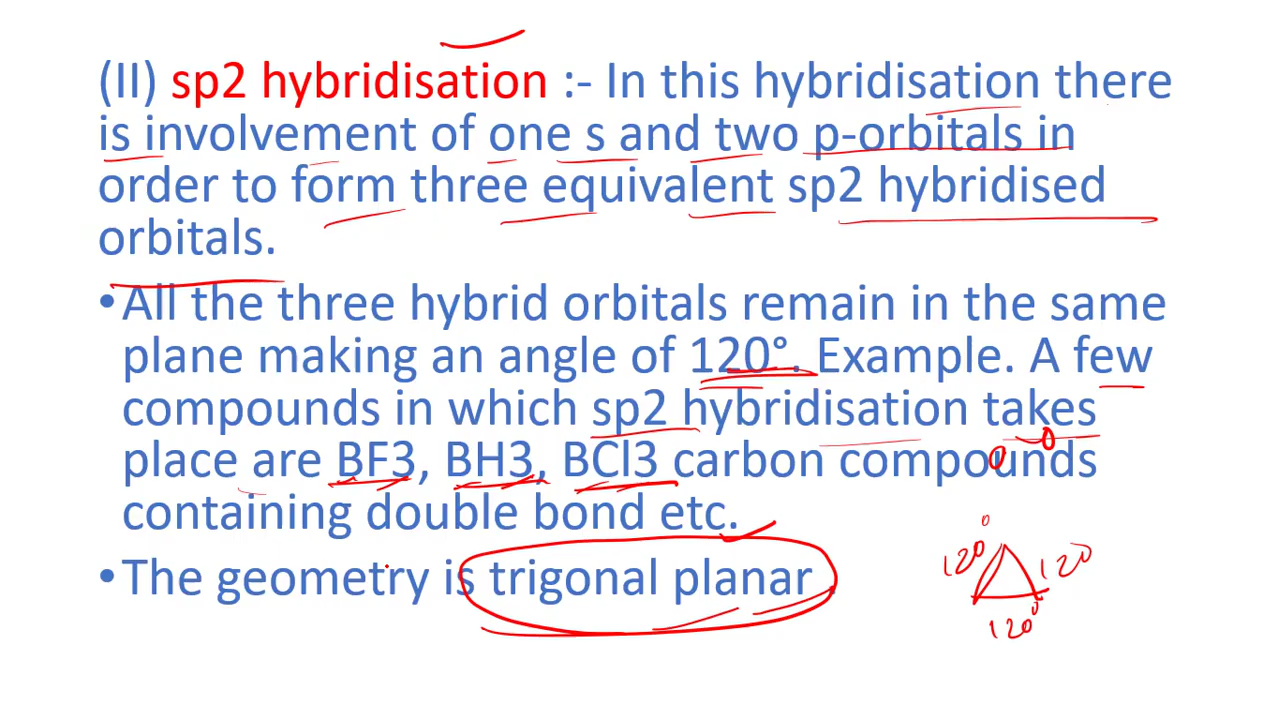 (II) sp2 hybridisation :- In this hybridisation there
is involvement of one s and two p-orbitals in
order to form three equivalent sp2 hybridised
orbitals.
•All the three hybrid orbitals remain in the same
plane making an angle of 120°. Example. A few
compounds in which sp2 hybridisation takes
place are BF3, BH3, BCl3 carbon compounds
containing double bond etc.
•The geometry is trigonal planar
120°
120
120°